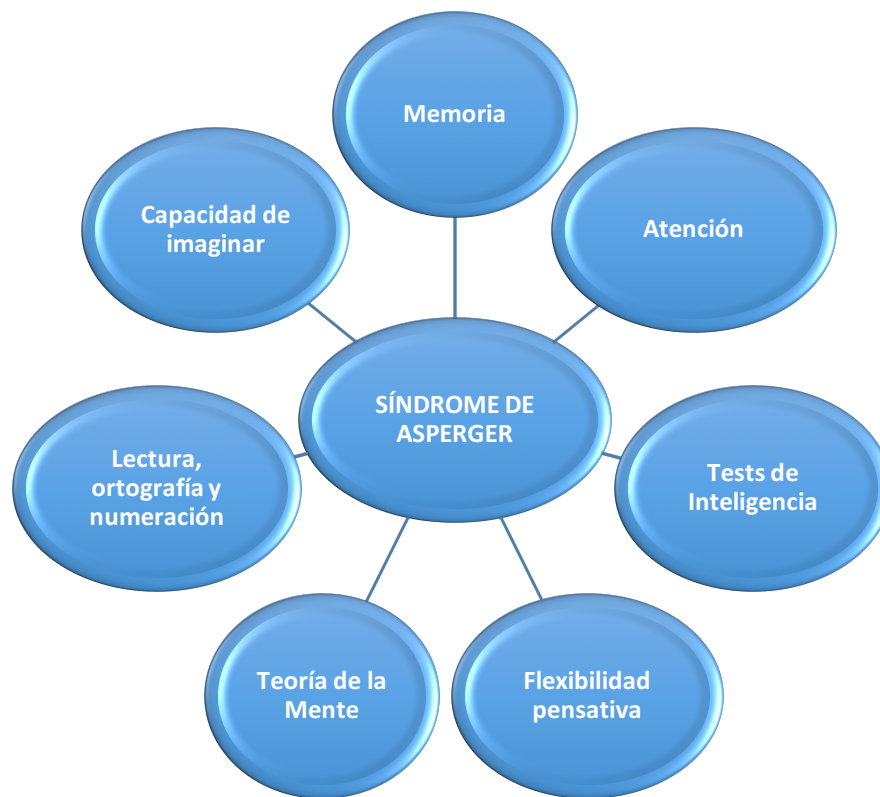 Memoria
Capacidad de
imaginar
Atención
SÍNDROME DE
ASPERGER
Lectura,
ortografía y
numeración
Tests de
Inteligencia
Teoría de la
Mente
Flexibilidad
pensativa